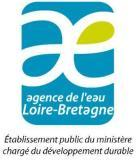 agence de l'eau
Loire-Bretagne
Établissement public du ministère
chargé du développement durable